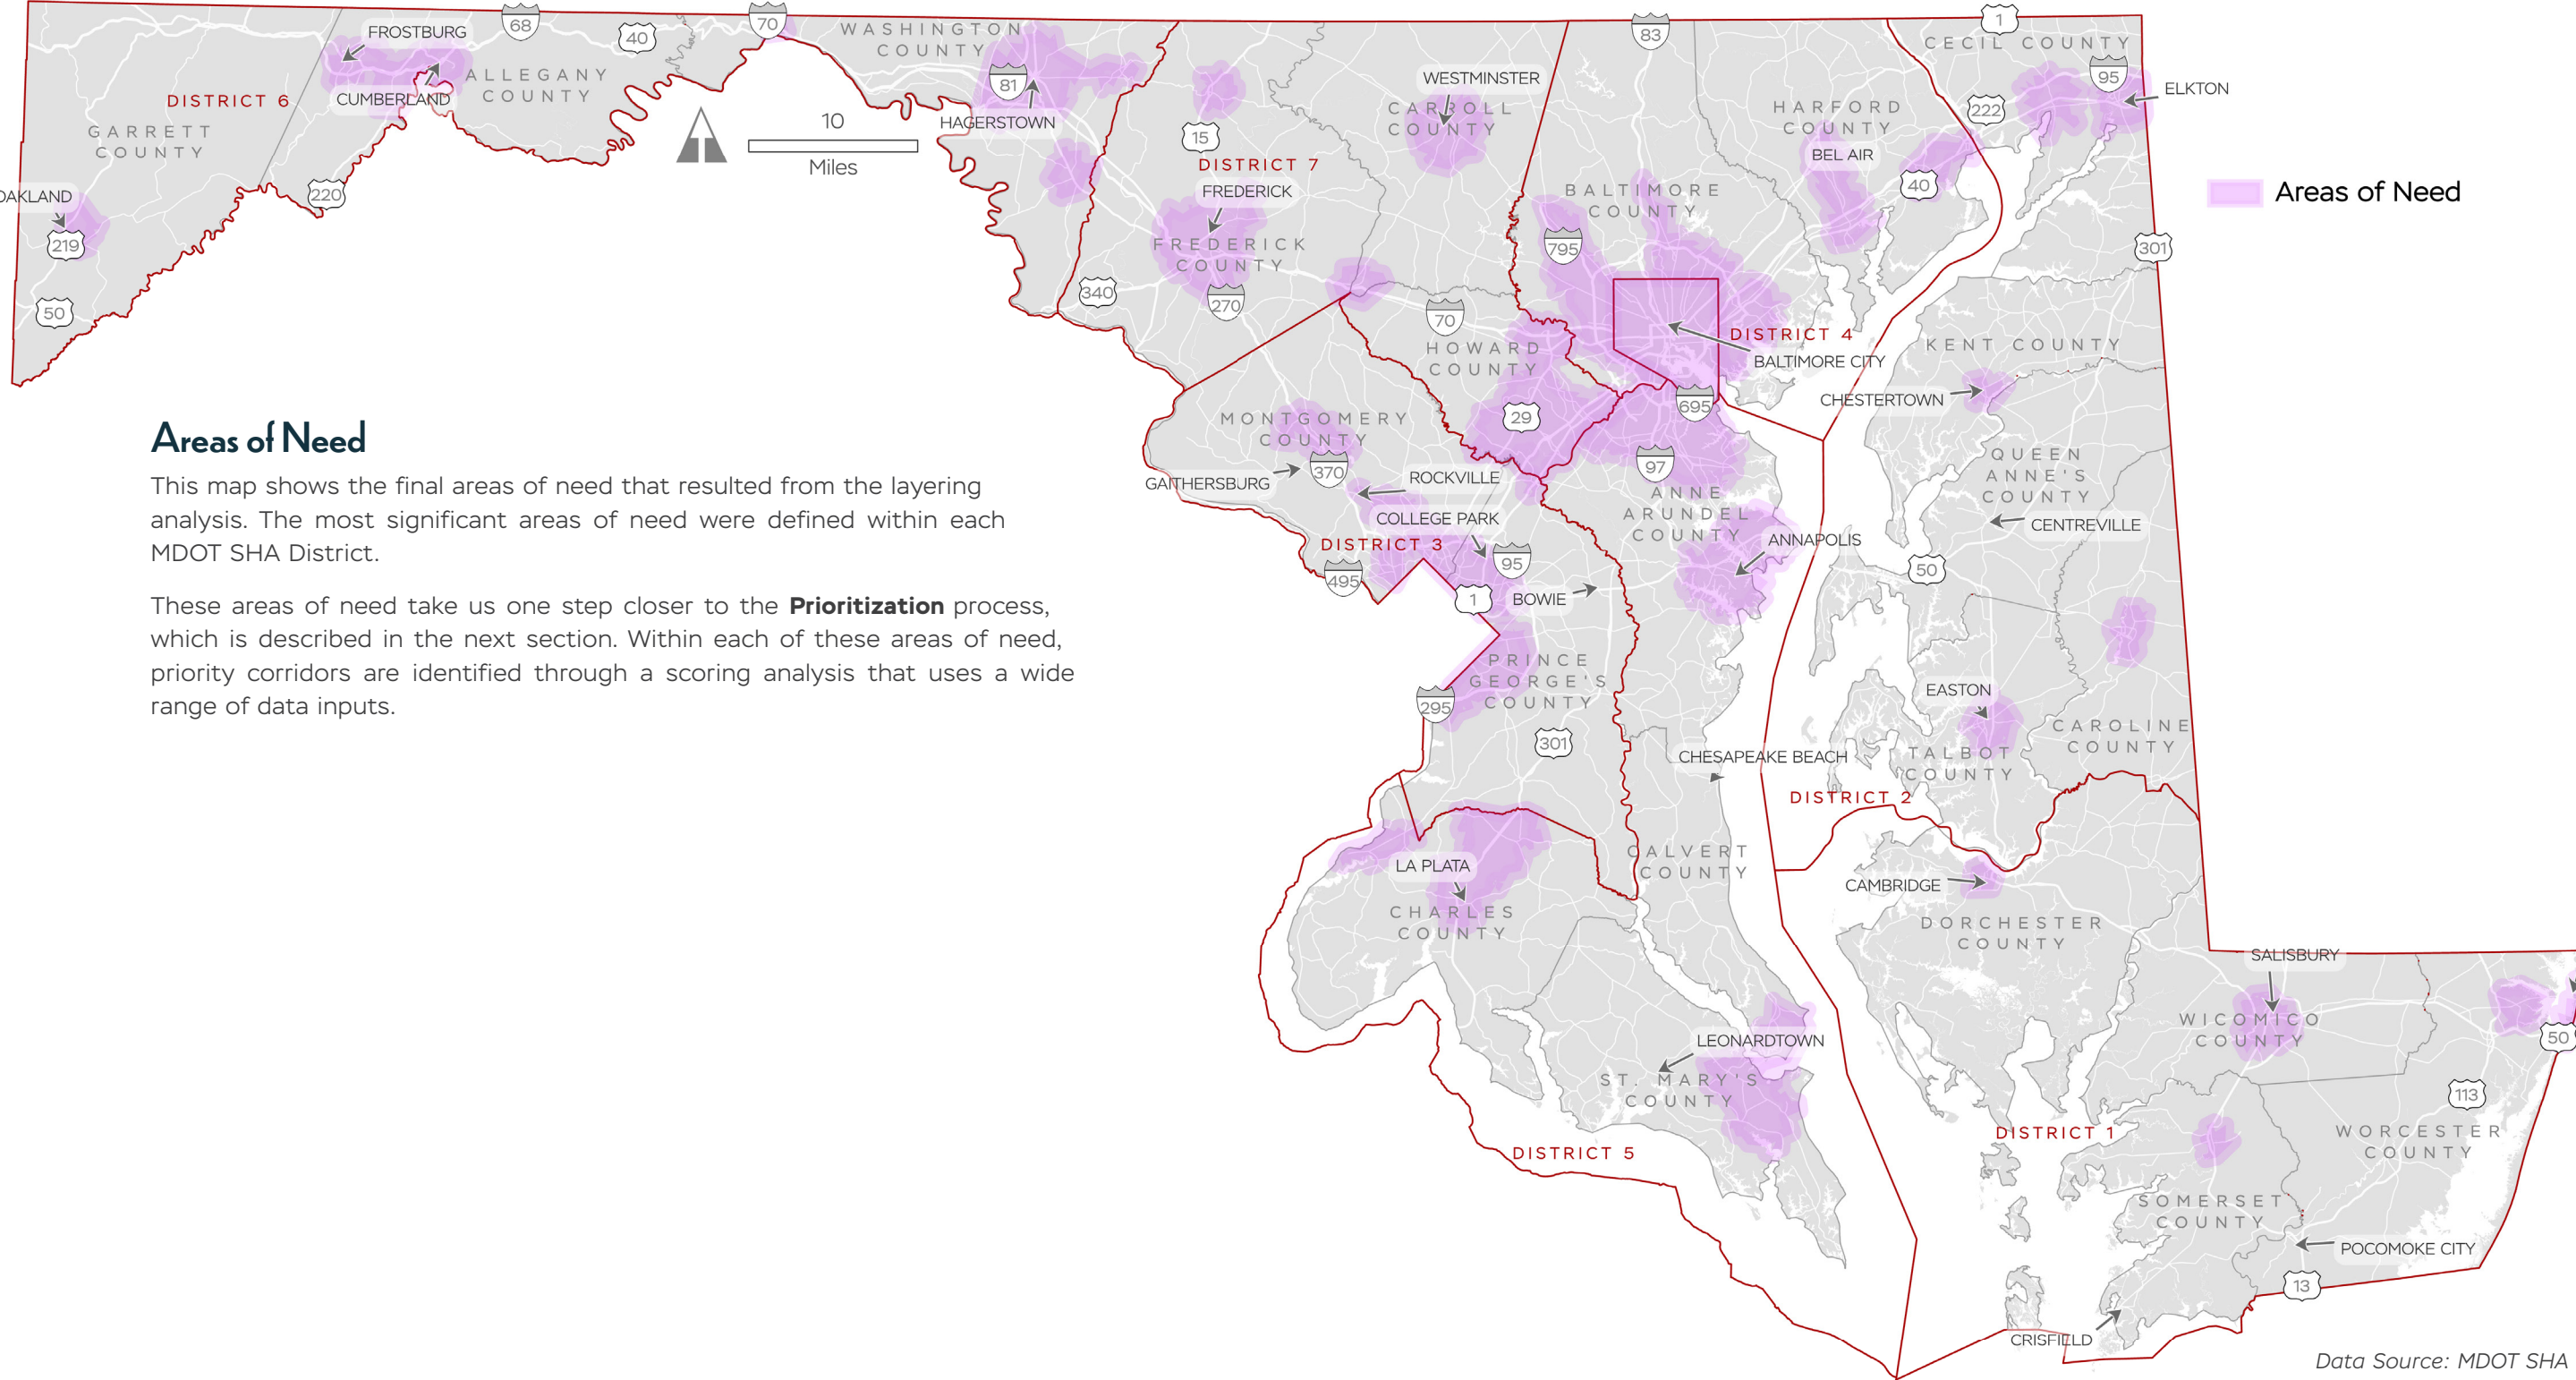 FROSTBURG
68
40
70
WASHINGTON
COUNTY
83
1
CECIL COUNTY
95
ELKTON
DISTRICT 6
CUMBERLAND
ALLEGANY
COUNTY
81
HAGERSTOWN
WESTMINSTER
CARROLL
COUNTY
HARFORD
COUNTY
222
BEL AIR
40
GARRETT
COUNTY
10
Miles
15
DISTRICT 7
FREDERICK
BALTIMORE
COUNTY
Areas of Need
OAKLAND
220
219
50
FREDERICK
COUNTY
795
301
340
270
70
HOWARD
COUNTY
DISTRICT 4
BALTIMORE CITY
KENT COUNTY
CHESTERTOWN
695
29
MONTGOMERY
COUNTY
370
GAITHERSBURG
ROCKVILLE
97
COLLEGE PARK
ANNE
ARUNDEL
COUNTY
QUEEN
ANNE'S
COUNTY
CENTREVILLE
Areas of Need
This map shows the final areas of need that resulted from the layering
analysis. The most significant areas of need were defined within each
MDOT SHA District.
These areas of need take us one step closer to the Prioritization process,
which is described in the next section. Within each of these areas of need,
priority corridors are identified through a scoring analysis that uses a wide
range of data inputs.
DISTRICT 3
495
95
1
BOWIE
ANNAPOLIS
50
PRINCE
GEORGE'S
COUNTY
295
301
EASTON
TALBOT
COUNTY
CAROLINE
COUNTY
CHESAPEAKE BEACH
DISTRICT 2
LA PLATA
CHARLES
COUNTY
CALVERT
COUNTY
CAMBRIDGE
DORCHESTER
COUNTY
SALISBURY
WICOMICO
COUNTY
50
LEONARDTOWN
ST. MARY'S
COUNTY
113
DISTRICT 1
WORCESTER
COUNTY
DISTRICT 5
SOMERSET
COUNTY
POCOMOKE CITY
13
CRISFIELD
Data Source: MDOT SHA